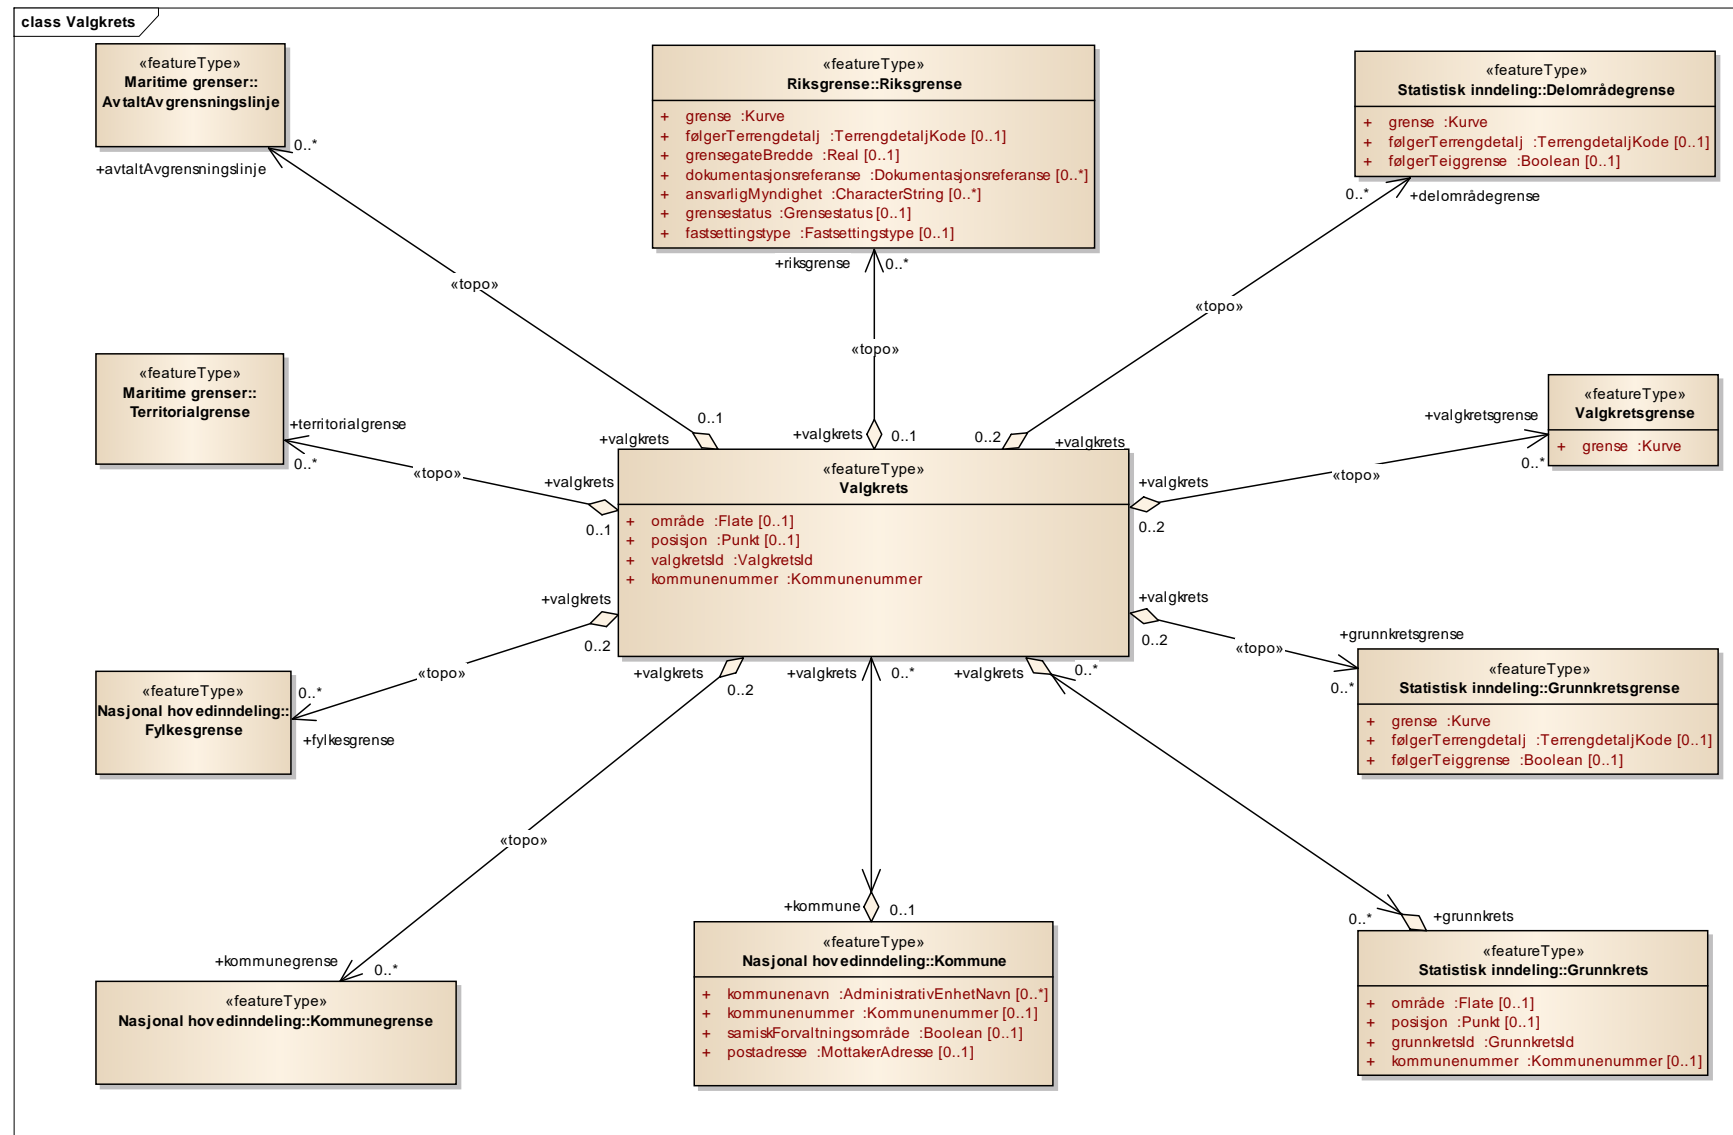 class Valgkrets
«featureType»
Maritime grenser::
AvtaltAvgrensningslinje
0..*
+avtaltAvgrensningslinje
«featureType»
Riksgrense::Riksgrense
+ grense :Kurve
+ følgerTerrengdetalj :TerrengdetaljKode [0..1]
+ grensegateBredde :Real [0..1]
+ dokumentasjonsreferanse :Dokumentasjonsreferanse [0..*]
+ ansvarligMyndighet :CharacterString [0..*]
+ grensestatus :Grensestatus [0..1]
+ fastsettingstype :Fastsettingstype [0..1]
+riksgrense 0..*
«featureType»
Statistisk inndeling::Delområdegrense
+ grense :Kurve
+ følgerTerrengdetalj :TerrengdetaljKode [0..1]
+ følgerTeiggrense :Boolean [0..1]
0..*
+delområdegrense
«topo»
«topo»
«topo»
«featureType»
Maritime grenser::
Territorialgrense
+territorialgrense
0..*
«topo»
«featureType»
Valgkretsgrense
+ grense :Kurve
+valgkretsgrense
0..*
«topo»
0..1
+valgkrets
+valgkrets 0..1
0..2
+valgkrets
+valgkrets
0..1
+valgkrets
0..2
«featureType»
Valgkrets
+ område :Flate [0..1]
+ posisjon :Punkt [0..1]
+ valgkretsId :ValgkretsId
+ kommunenummer :Kommunenummer
+valgkrets
0..2
+valgkrets
0..2
+valgkrets
0..2
+valgkrets 0..*
+valgkrets 0..*
«topo»
«featureType»
Nasjonal hovedinndeling::
Fylkesgrense
0..*
+fylkesgrense
«topo»
+grunnkretsgrense
0..*
«featureType»
Statistisk inndeling::Grunnkretsgrense
+ grense :Kurve
+ følgerTerrengdetalj :TerrengdetaljKode [0..1]
+ følgerTeiggrense :Boolean [0..1]
«topo»
+kommunegrense
0..*
«featureType»
Nasjonal hovedinndeling::Kommunegrense
+kommune 0..1
«featureType»
Nasjonal hovedinndeling::Kommune
+ kommunenavn :AdministrativEnhetNavn [0..*]
+ kommunenummer :Kommunenummer [0..1]
+ samiskForvaltningsområde :Boolean [0..1]
+ postadresse :MottakerAdresse [0..1]
0..*
+grunnkrets
«featureType»
Statistisk inndeling::Grunnkrets
+ område :Flate [0..1]
+ posisjon :Punkt [0..1]
+ grunnkretsId :GrunnkretsId
+ kommunenummer :Kommunenummer [0..1]